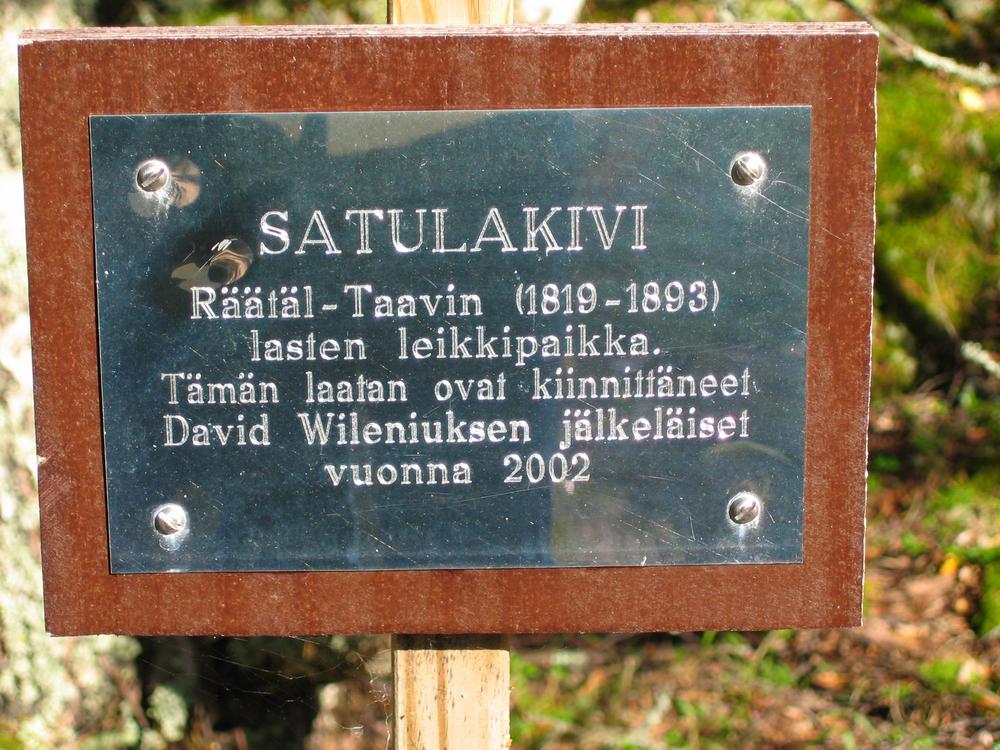 SATULAKIVI
Räätäl-Taavin (1819-1893)
lasten leikkipaikka.
Tämän laatan ovat kiinnittäneet
David Wileniuksen jälkeläiset
vuonna 2002